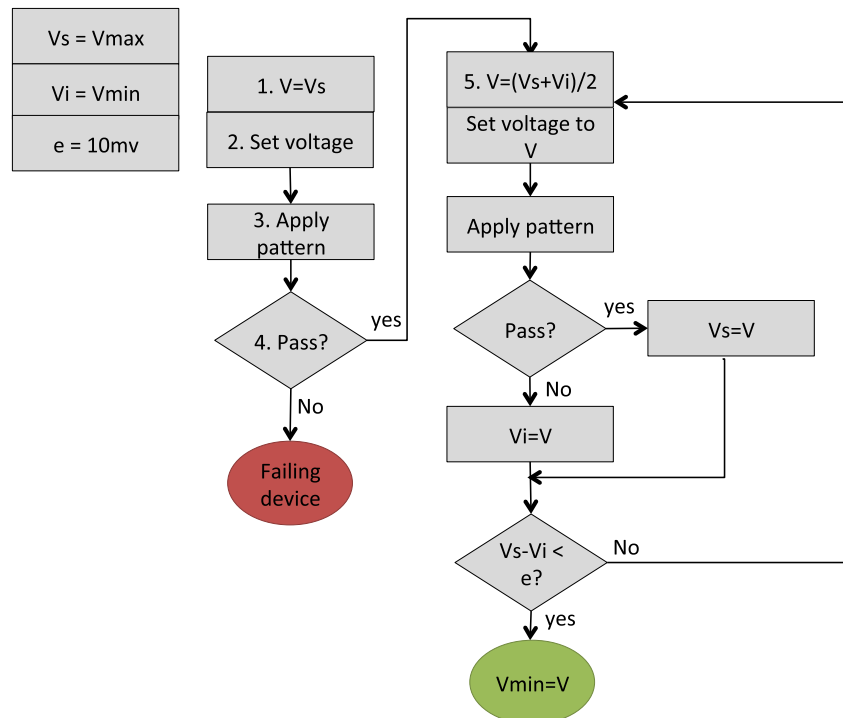 Vs = Vmax
Vi = Vmin
e = 10mv
1. V=Vs
2. Set voltage
3. Apply
pattern
4. Pass?
yes
No
Failing
device
5. V=(Vs+Vi)/2
Set voltage to
V
Apply pattern
Pass?
yes
Vs=V
No
Vi=V
Vs-Vi <
e?
No
yes
Vmin=V